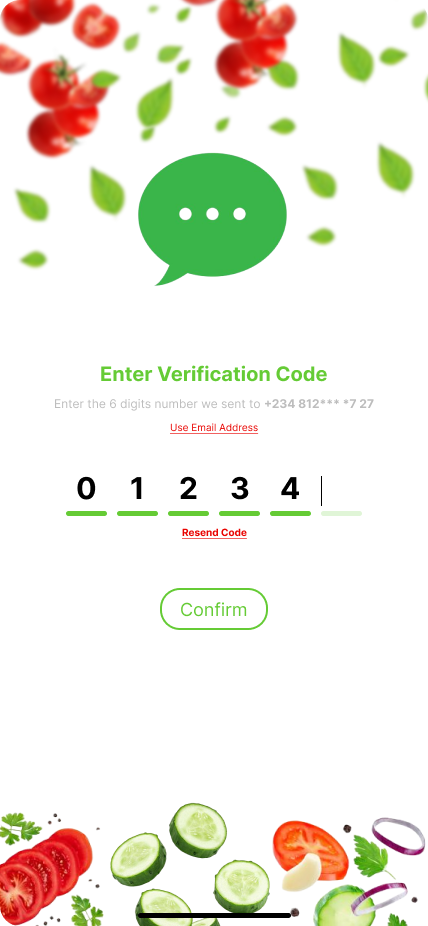 Enter Verification Code
Enter the 6 digits number we sent to +234 812*** *7 27
Use Email Address
0 1 2 3 4
Resend Code
Confirm